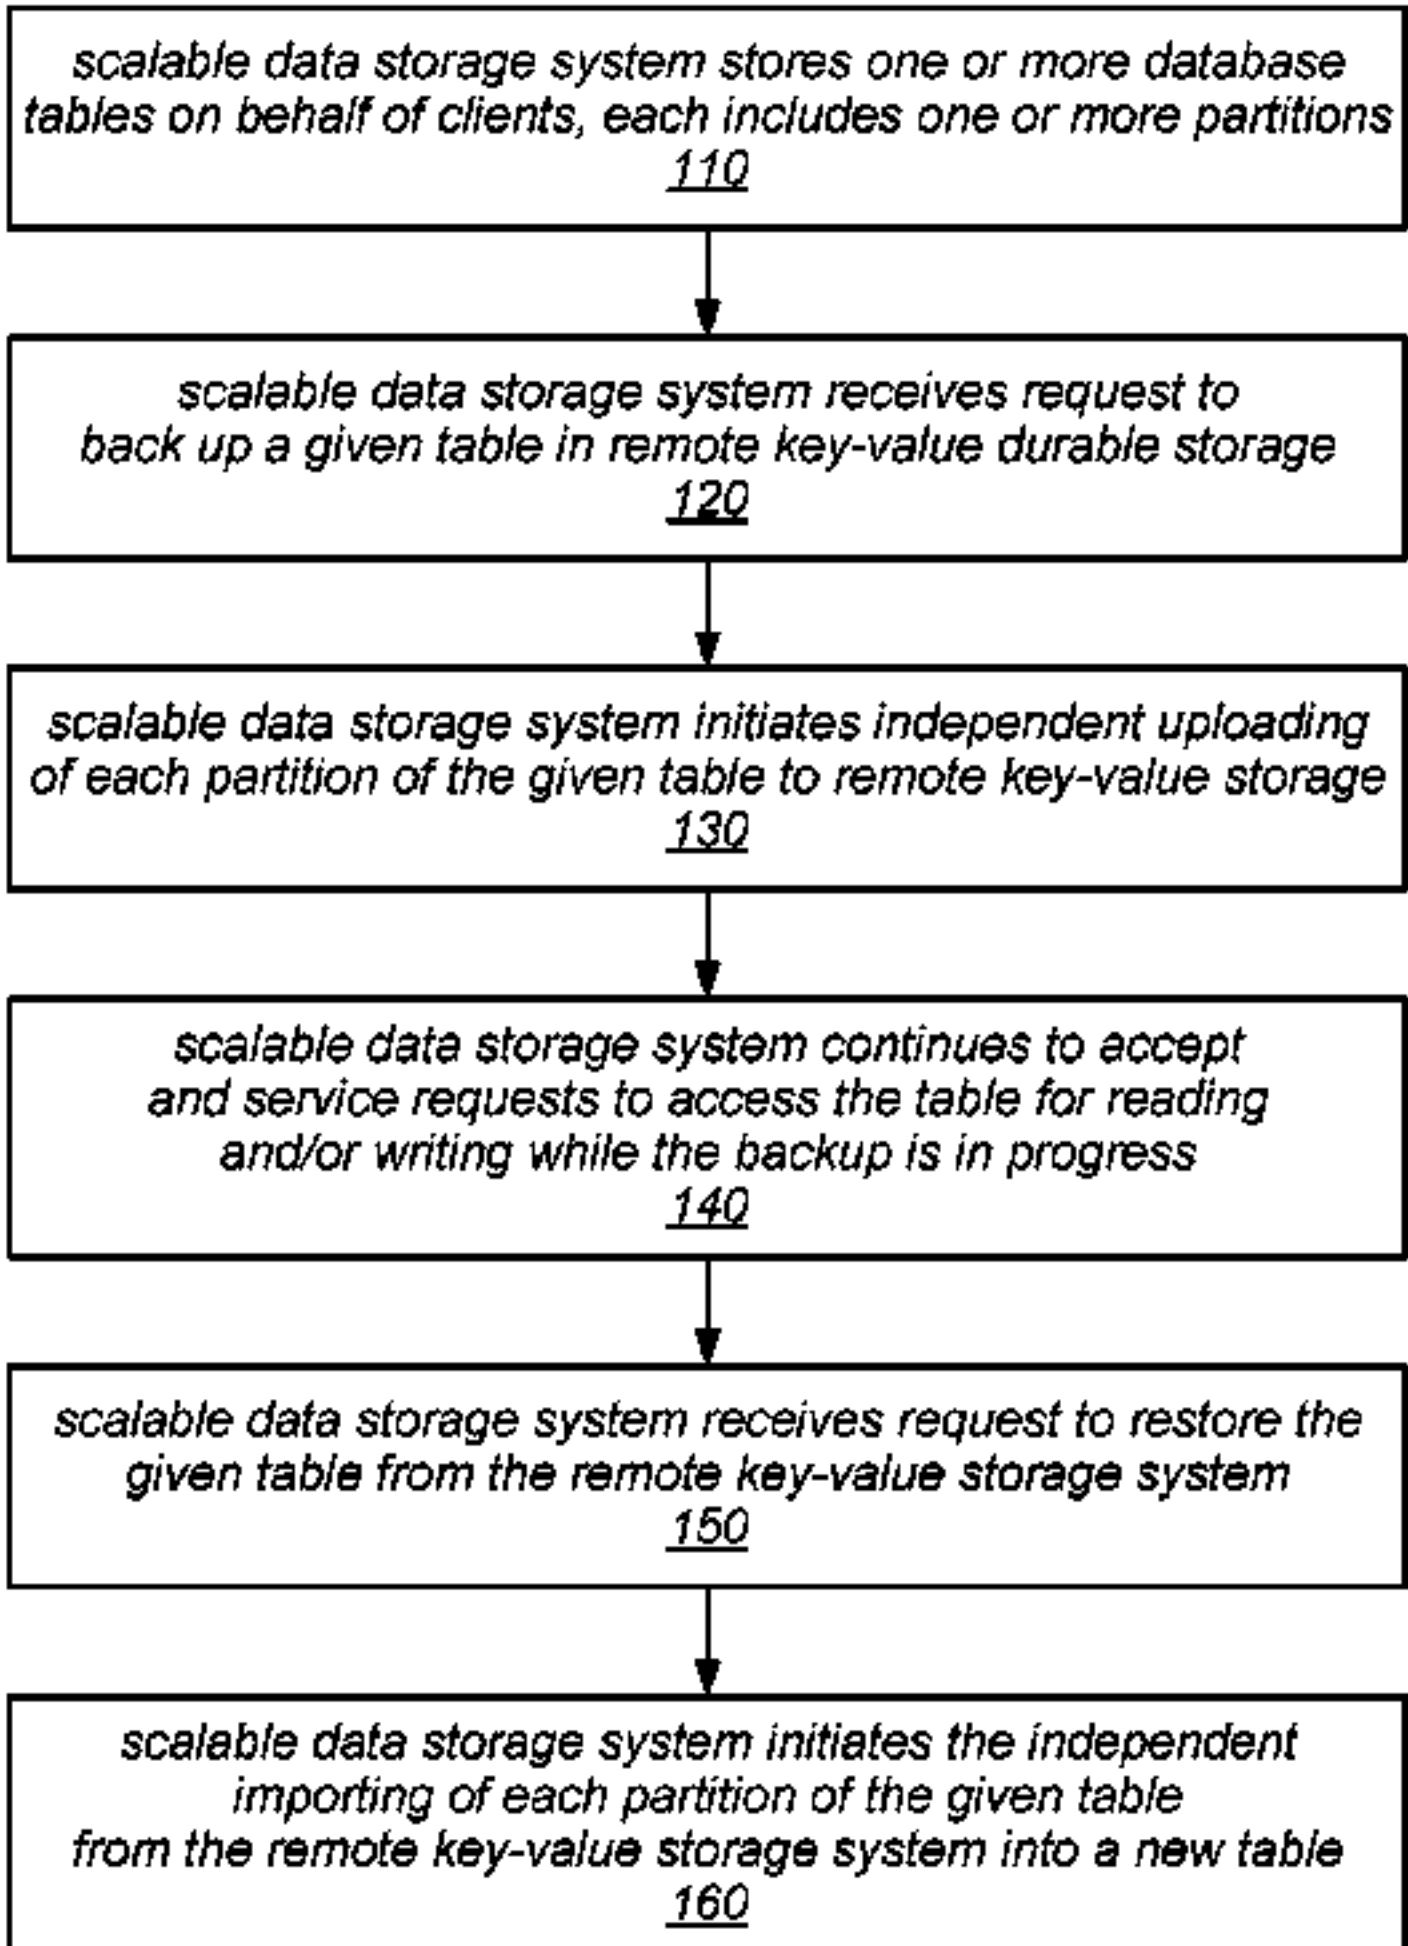 scalable data storage system stores one or more database
tables on behalf of clients, each includes one or more partitions
110
scalable data storage system receives request to
back up a given table in remote key-value durable storage
120
scalable data storage system initiates independent uploading
of each partition of the given table to remote key-value storage
130
scalable data storage system continues to accept
and service requests to access the table for reading
and/or writing while the backup is in progress
140
scalable data storage system receives request to restore the
given table from the remote key-value storage system
150
scalable data storage system initiates the independent
importing of each partition of the given table
from the remote key-value storage system into a new table
160